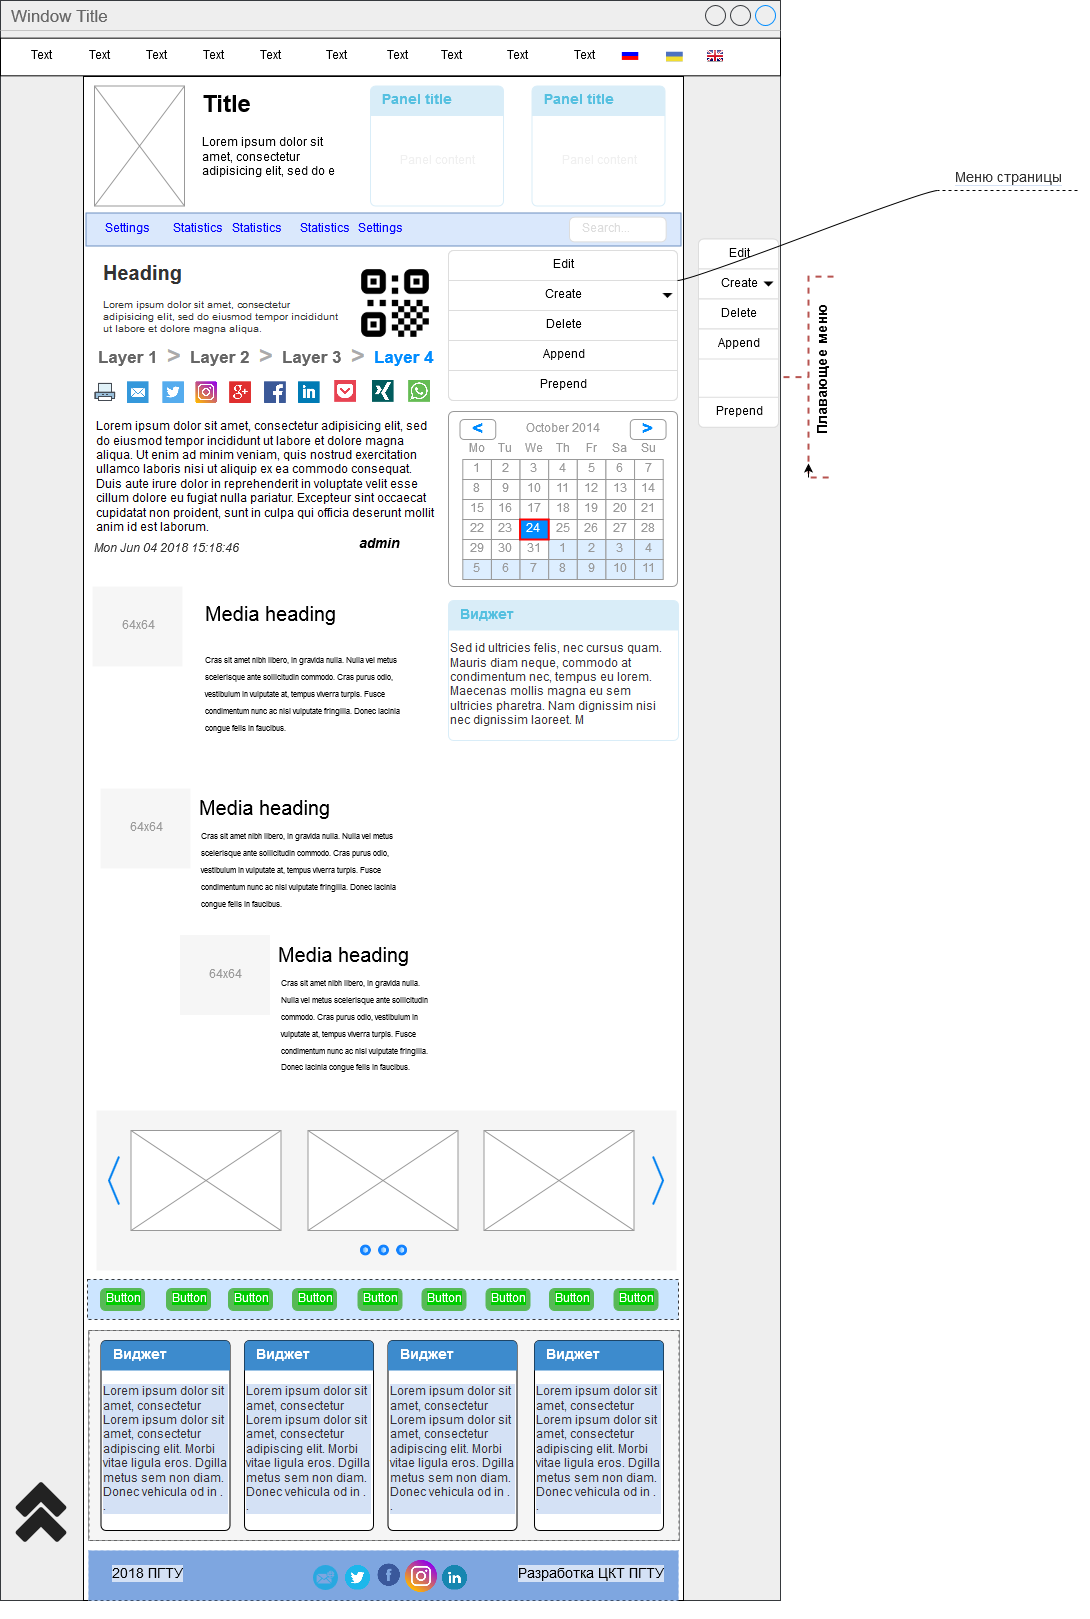 Window Title
Text Text Text Text Text Text Text Text Text Text
Title
Lorem ipsum dolor sit
amet, consectetur
adipisicing elit, sed do e
Panel title
Panel content
Panel title
Panel content
Меню страницы
Settings Statistics Statistics Statistics Settings
Search...
Heading
Lorem ipsum dolor sit amet, consectetur
adipisicing elit, sed do eiusmod tempor incididunt
ut labore et dolore magna aliqua.
Layer 1 > Layer 2 > Layer 3 > Layer 4
Lorem ipsum dolor sit amet, consectetur adipisicing elit, sed
do eiusmod tempor incididunt ut labore et dolore magna
aliqua. Ut enim ad minim veniam, quis nostrud exercitation
ullamco laboris nisi ut aliquip ex ea commodo consequat.
Duis aute irure dolor in reprehenderit in voluptate velit esse
cillum dolore eu fugiat nulla pariatur. Excepteur sint occaecat
cupidatat non proident, sunt in culpa qui officia deserunt mollit
anim id est laborum.
Mon Jun 04 2018 15:18:46
admin
Edit
Create
Delete
Append
Prepend
Edit
Create
Delete
Append
Prepend
Плавающее меню
< October 2014 >
Mo Tu We Th Fr Sa Su
1 2 3 4 5 6 7
8 9 10 11 12 13 14
15 16 17 18 19 20 21
22 23 24 25 26 27 28
29 30 31 1 2 3 4
5 6 7 8 9 10 11
Виджет
Sed id ultricies felis, nec cursus quam.
Mauris diam neque, commodo at
condimentum nec, tempus eu lorem.
Maecenas mollis magna eu sem
ultricies pharetra. Nam dignissim nisi
nec dignissim laoreet. M
64x64
Media heading
Cras sit amet nibh libero, in gravida nulla. Nulla vel metus
scelerisque ante sollicitudin commodo. Cras purus odio,
vestibulum in vulputate at, tempus viverra turpis. Fusce
condimentum nunc ac nisi vulputate fringilla. Donec lacinia
congue felis in faucibus.
64x64
Media heading
Cras sit amet nibh libero, in gravida nulla. Nulla vel metus
scelerisque ante sollicitudin commodo. Cras purus odio,
vestibulum in vulputate at, tempus viverra turpis. Fusce
condimentum nunc ac nisi vulputate fringilla. Donec lacinia
congue felis in faucibus.
64x64
Media heading
Cras sit amet nibh libero, in gravida nulla.
Nulla vel metus scelerisque ante sollicitudin
commodo. Cras purus odio, vestibulum in
vulputate at, tempus viverra turpis. Fusce
condimentum nunc ac nisi vulputate fringilla.
Donec lacinia congue felis in faucibus.
Button Button Button Button Button Button Button Button Button
Виджет
Lorem ipsum dolor sit
amet, consectetur
Lorem ipsum dolor sit
amet, consectetur
adipiscing elit. Morbi
vitae ligula eros. Dgilla
metus sem non diam.
Donec vehicula od in .
.
Виджет
Lorem ipsum dolor sit
amet, consectetur
Lorem ipsum dolor sit
amet, consectetur
adipiscing elit. Morbi
vitae ligula eros. Dgilla
metus sem non diam.
Donec vehicula od in .
.
Виджет
Lorem ipsum dolor sit
amet, consectetur
Lorem ipsum dolor sit
amet, consectetur
adipiscing elit. Morbi
vitae ligula eros. Dgilla
metus sem non diam.
Donec vehicula od in .
.
Виджет
Lorem ipsum dolor sit
amet, consectetur
Lorem ipsum dolor sit
amet, consectetur
adipiscing elit. Morbi
vitae ligula eros. Dgilla
metus sem non diam.
Donec vehicula od in .
.
2018 ПГТУ
Разработка ЦКТ ПГТУ